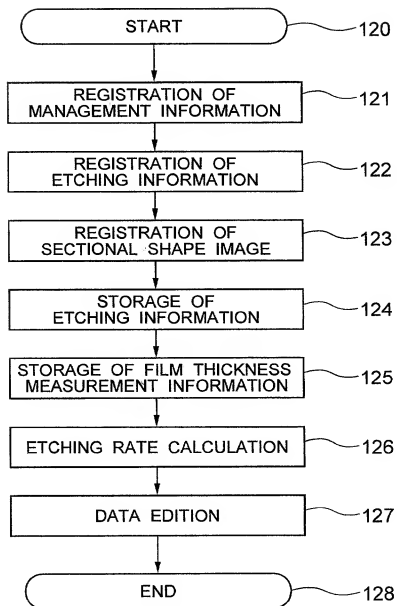 START
120
REGISTRATION OF
MANAGEMENT INFORMATION
121
REGISTRATION OF
ETCHING INFORMATION
122
REGISTRATION OF
SECTIONAL SHAPE IMAGE
123
STORAGE OF
ETCHING INFORMATION
124
STORAGE OF FILM THICKNESS
MEASUREMENT INFORMATION
125
ETCHING RATE CALCULATION
126
DATA EDITION
127
END
128